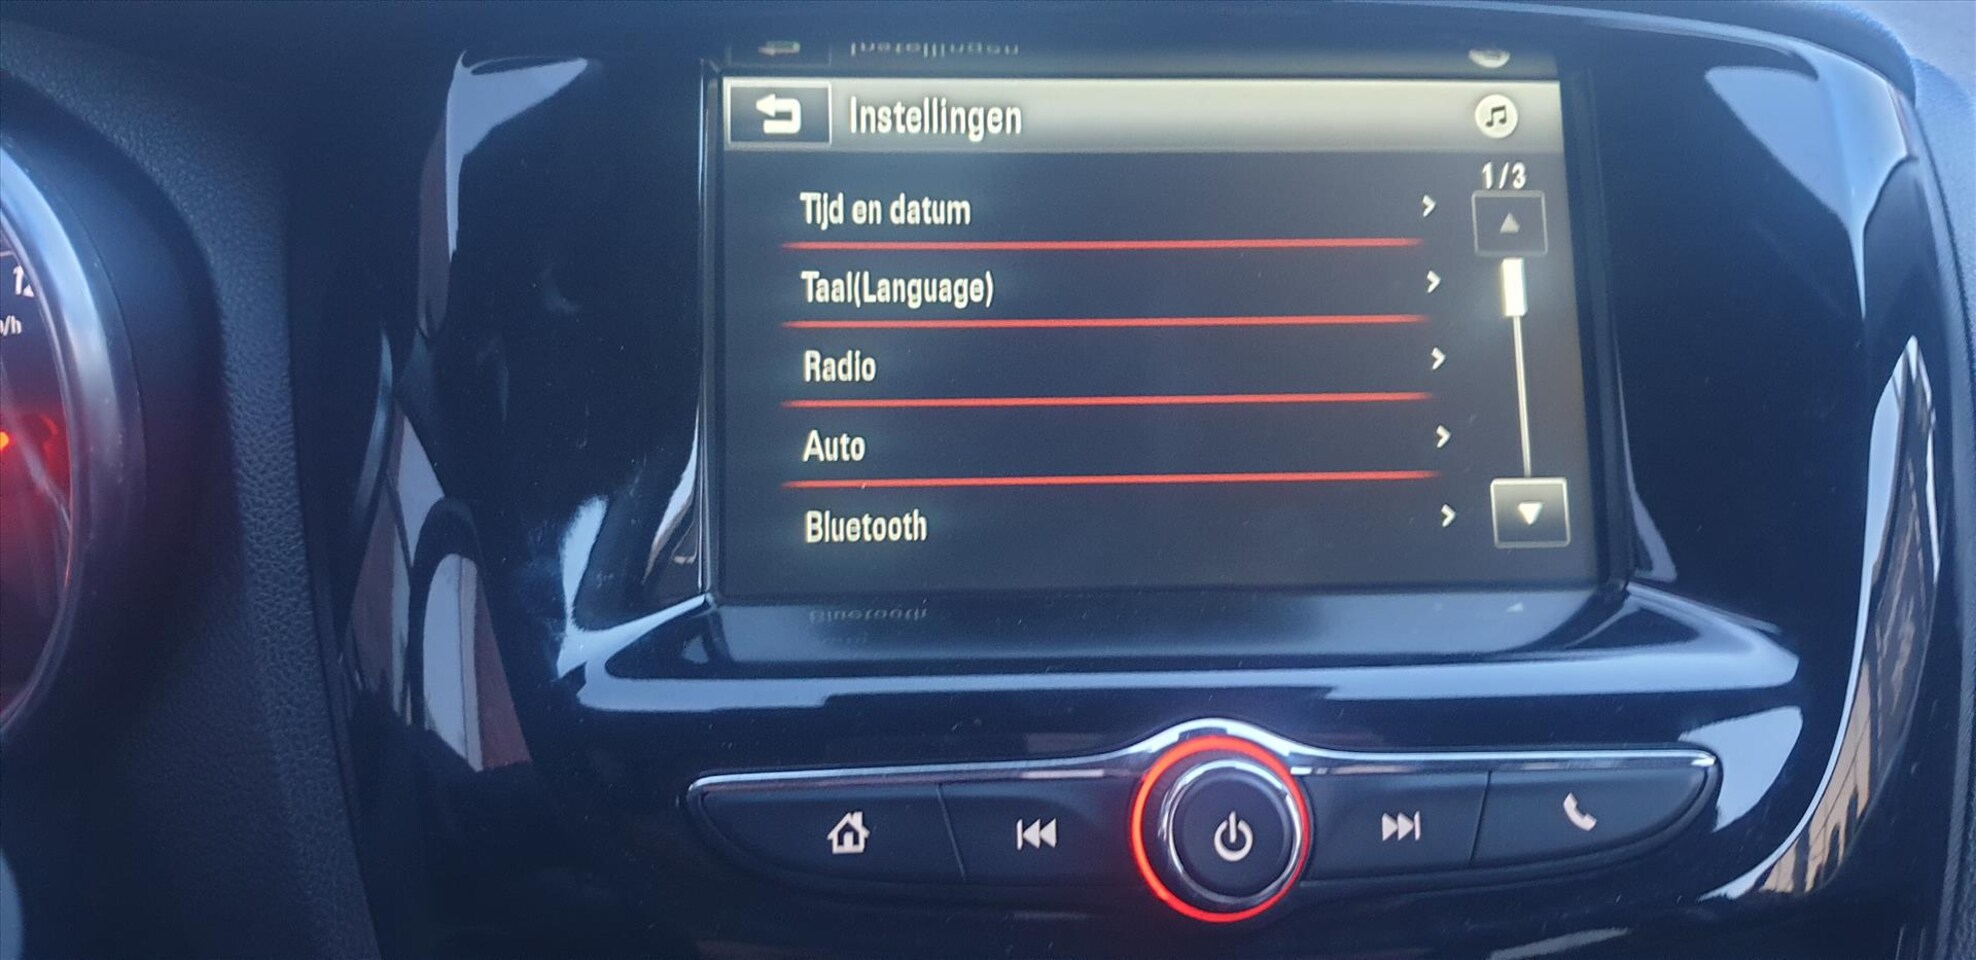 Instellingen
1/3
Tijd en datum
Taal(Language)
Radio
Auto
Bluetooth